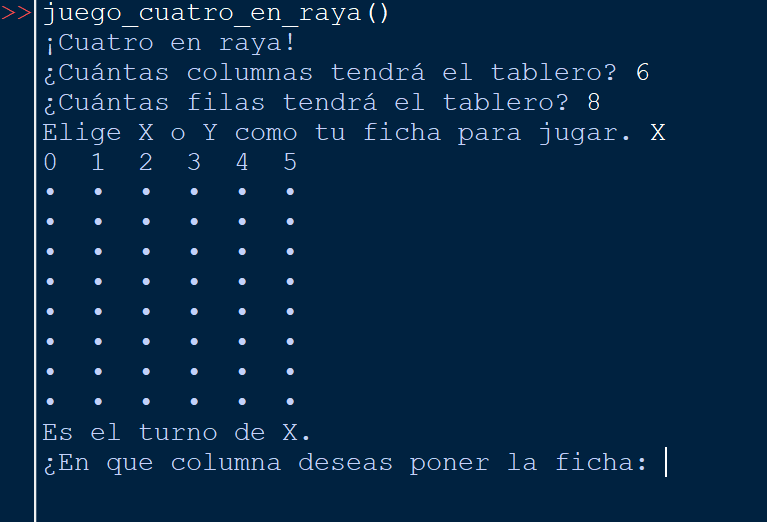 >> juego_cuatro_en_raya()
¡Cuatro en raya!
¿Cuántas columnas tendrá el tablero? 6
¿Cuántas filas tendrá el tablero? 8
Elige X o Y como tu ficha para jugar. X
0 1 2 3 4 5
• • • • • •
• • • • • •
• • • • • •
• • • • • •
• • • • • •
• • • • • •
• • • • • •
• • • • • •
Es el turno de X.
¿En que columna deseas poner la ficha: